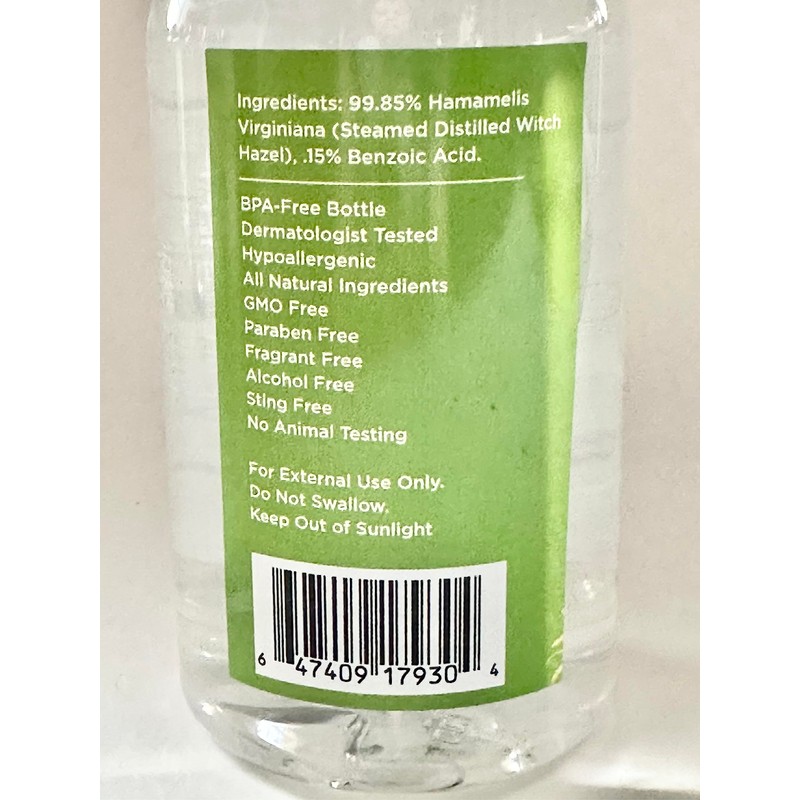 Ingredients: 99.85% Hamamelis
Virginiana (Steamed Distilled Witch
Hazel), .15% Benzoic Acid.
BPA-Free Bottle
Dermatologist Tested
Hypoallergenic
All Natural Ingredients
GMO Free
Paraben Free
Fragrant Free
Alcohol Free
Sting Free
No Animal Testing
For External Use Only.
Do Not Swallow.
Keep Out of Sunlight
6 47409 17930 4